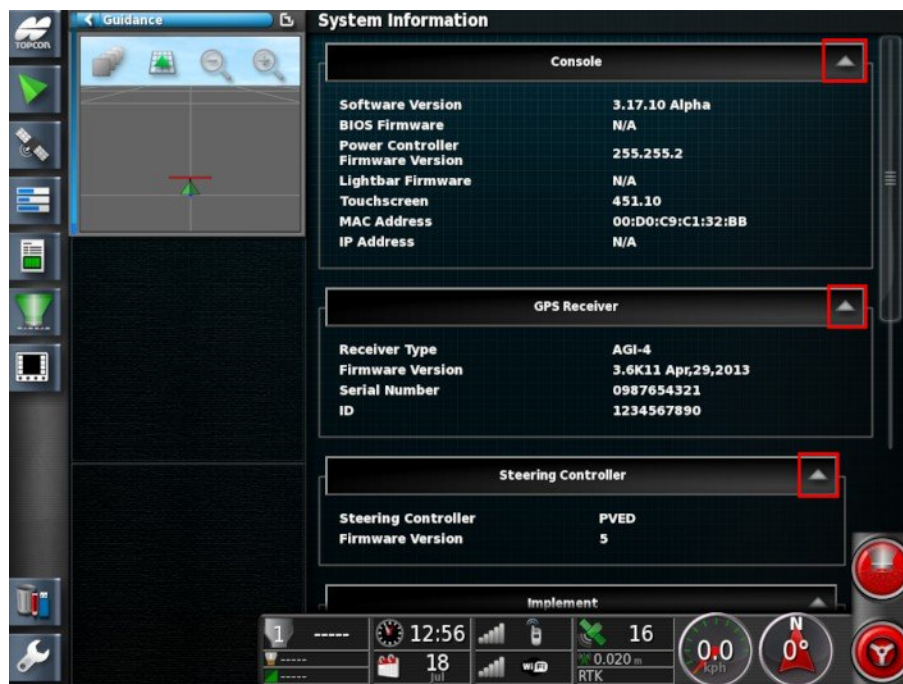 TOPCON
Guidance
System Information
Console
Software Version 3.17.10 Alpha
BIOS Firmware N/A
Power Controller
Firmware Version 255.255.2
Lightbar Firmware N/A
Touchscreen 451.10
MAC Address 00:D0:C9:C1:32:BB
IP Address N/A
GPS Receiver
Receiver Type AGI-4
Firmware Version 3.6K11 Apr,29,2013
Serial Number 0987654321
ID 1234567890
Steering Controller
Steering Controller PVED
Firmware Version 5
Implement
1 ----- 12:56 16
----- 18 WiFi 0.020 m
----- Jul RTK
0.0
kph
N
0°